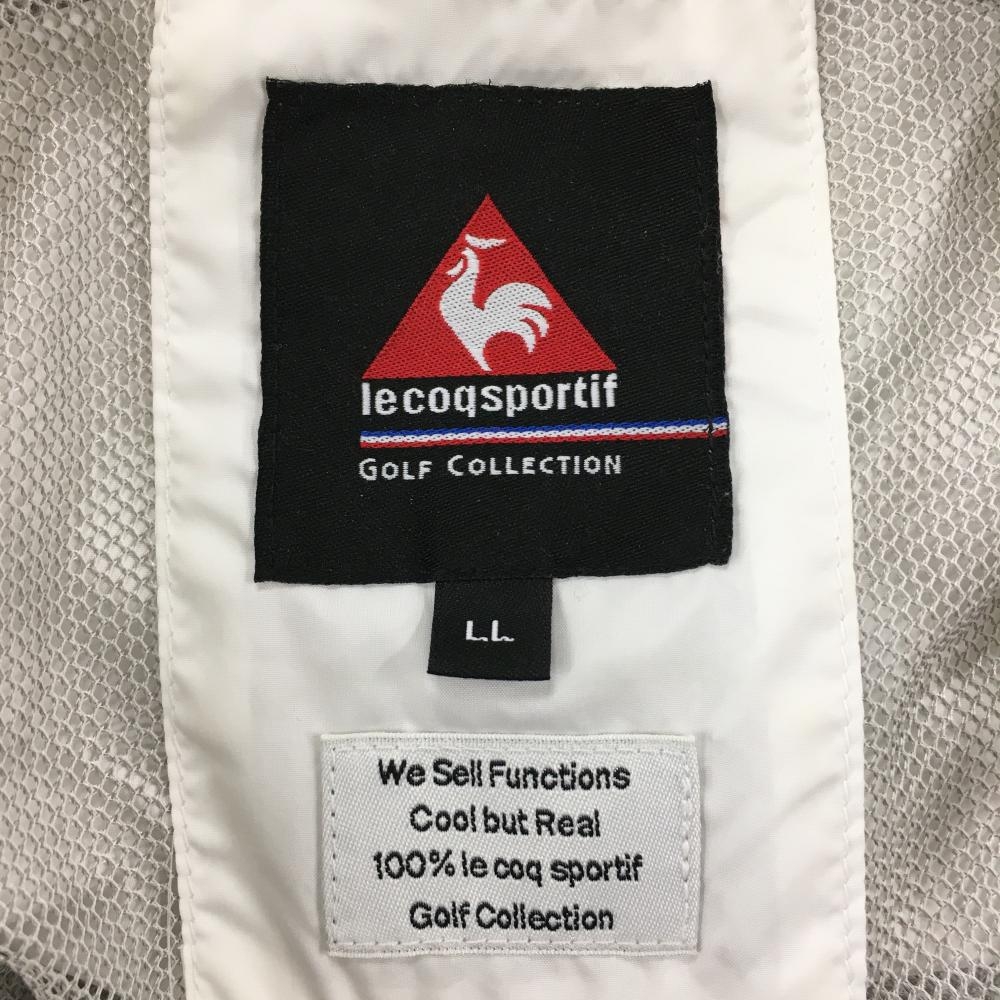 lecoqsportif
GOLF COLLECTION
LL
We Sell Functions
Cool but Real
100% le coq sportif
Golf Collection